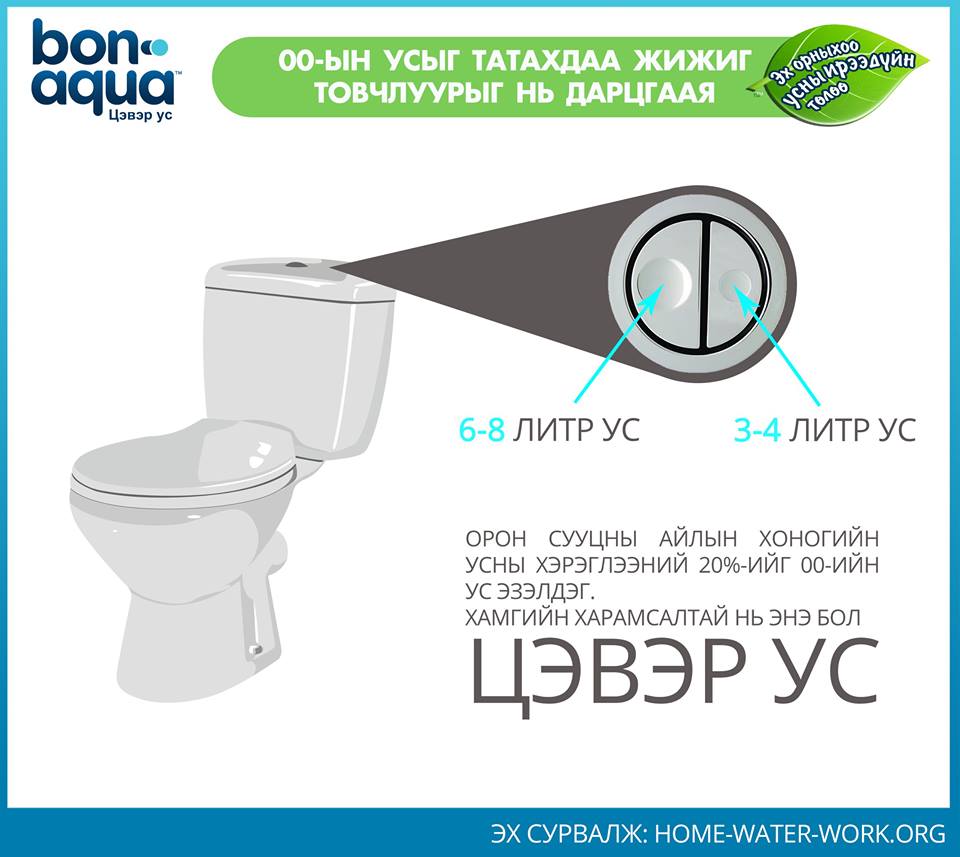 bon
aqua™
Цэвэр ус
00-ЫН УСЫГ ТАТАХДАА ЖИЖИГ
ТОВЧЛУУРЫГ НЬ ДАРЦГААЯ
Эх орныхоо
усны ирээдүйн
төлөө
6-8 ЛИТР УС
3-4 ЛИТР УС
ОРОН СУУЦНЫ АЙЛЫН ХОНОГИЙН
УСНЫ ХЭРЭГЛЭЭНИЙ 20%-ИЙГ 00-ИЙН
УС ЭЗЭЛДЭГ.
ХАМГИЙН ХАРАМСАЛТАЙ НЬ ЭНЭ БОЛ
ЦЭВЭР УС
ЭХ СУРВАЛЖ: HOME-WATER-WORK.ORG